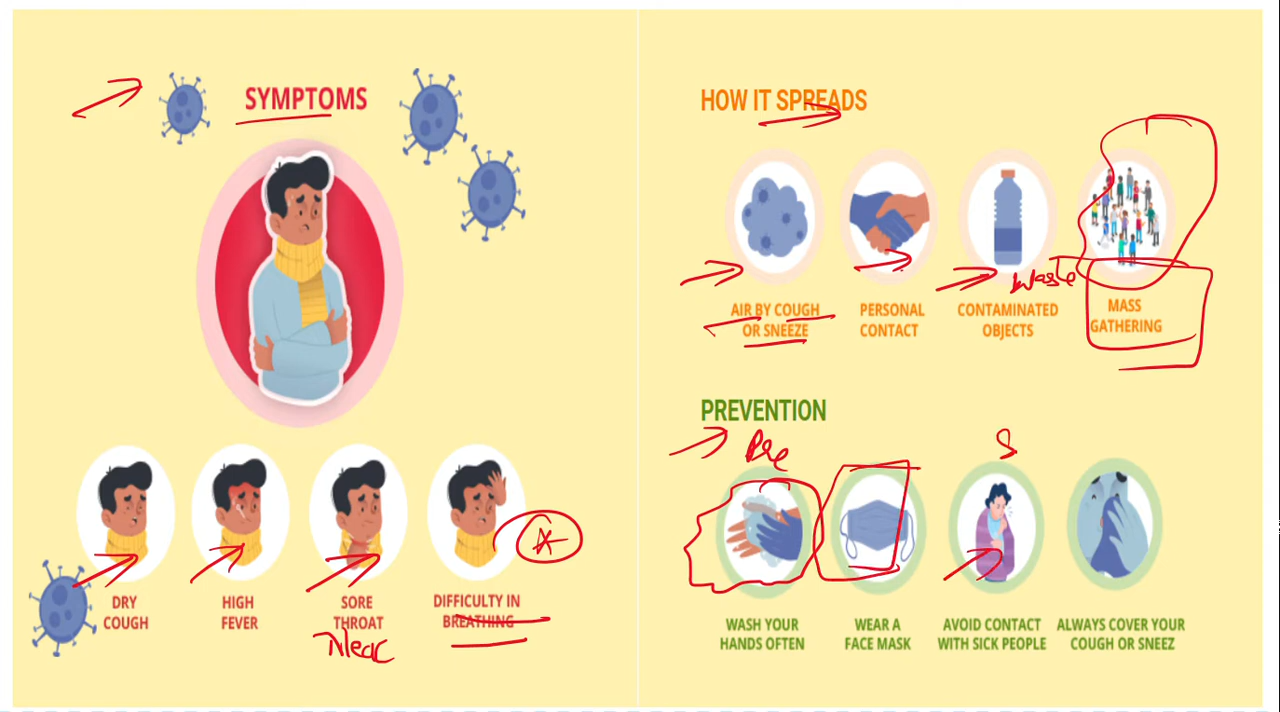 SYMPTOMS
DRY
COUGH
HIGH
FEVER
SORE
THROAT
DIFFICULTY IN
BREATHING
HOW IT SPREADS
AIR BY COUGH
OR SNEEZE
PERSONAL
CONTACT
waste
CONTAMINATED
OBJECTS
MASS
GATHERING
PREVENTION
Pre
S
WASH YOUR
HANDS OFTEN
WEAR A
FACE MASK
AVOID CONTACT
WITH SICK PEOPLE
ALWAYS COVER YOUR
COUGH OR SNEEZ